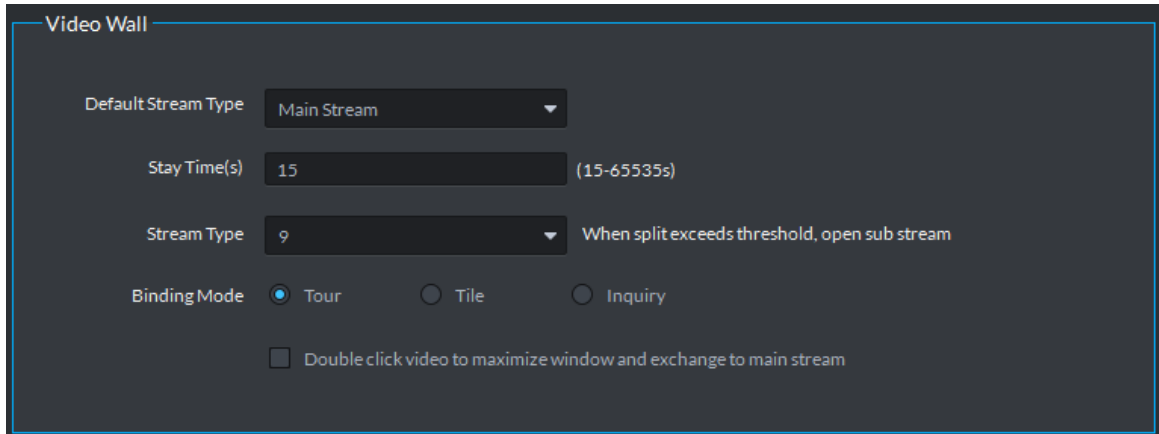 Video Wall
Default Stream Type Main Stream
Stay Time(s) 15 (15-65535s)
Stream Type 9 When split exceeds threshold, open sub stream
Binding Mode Tour Tile Inquiry
Double click video to maximize window and exchange to main stream